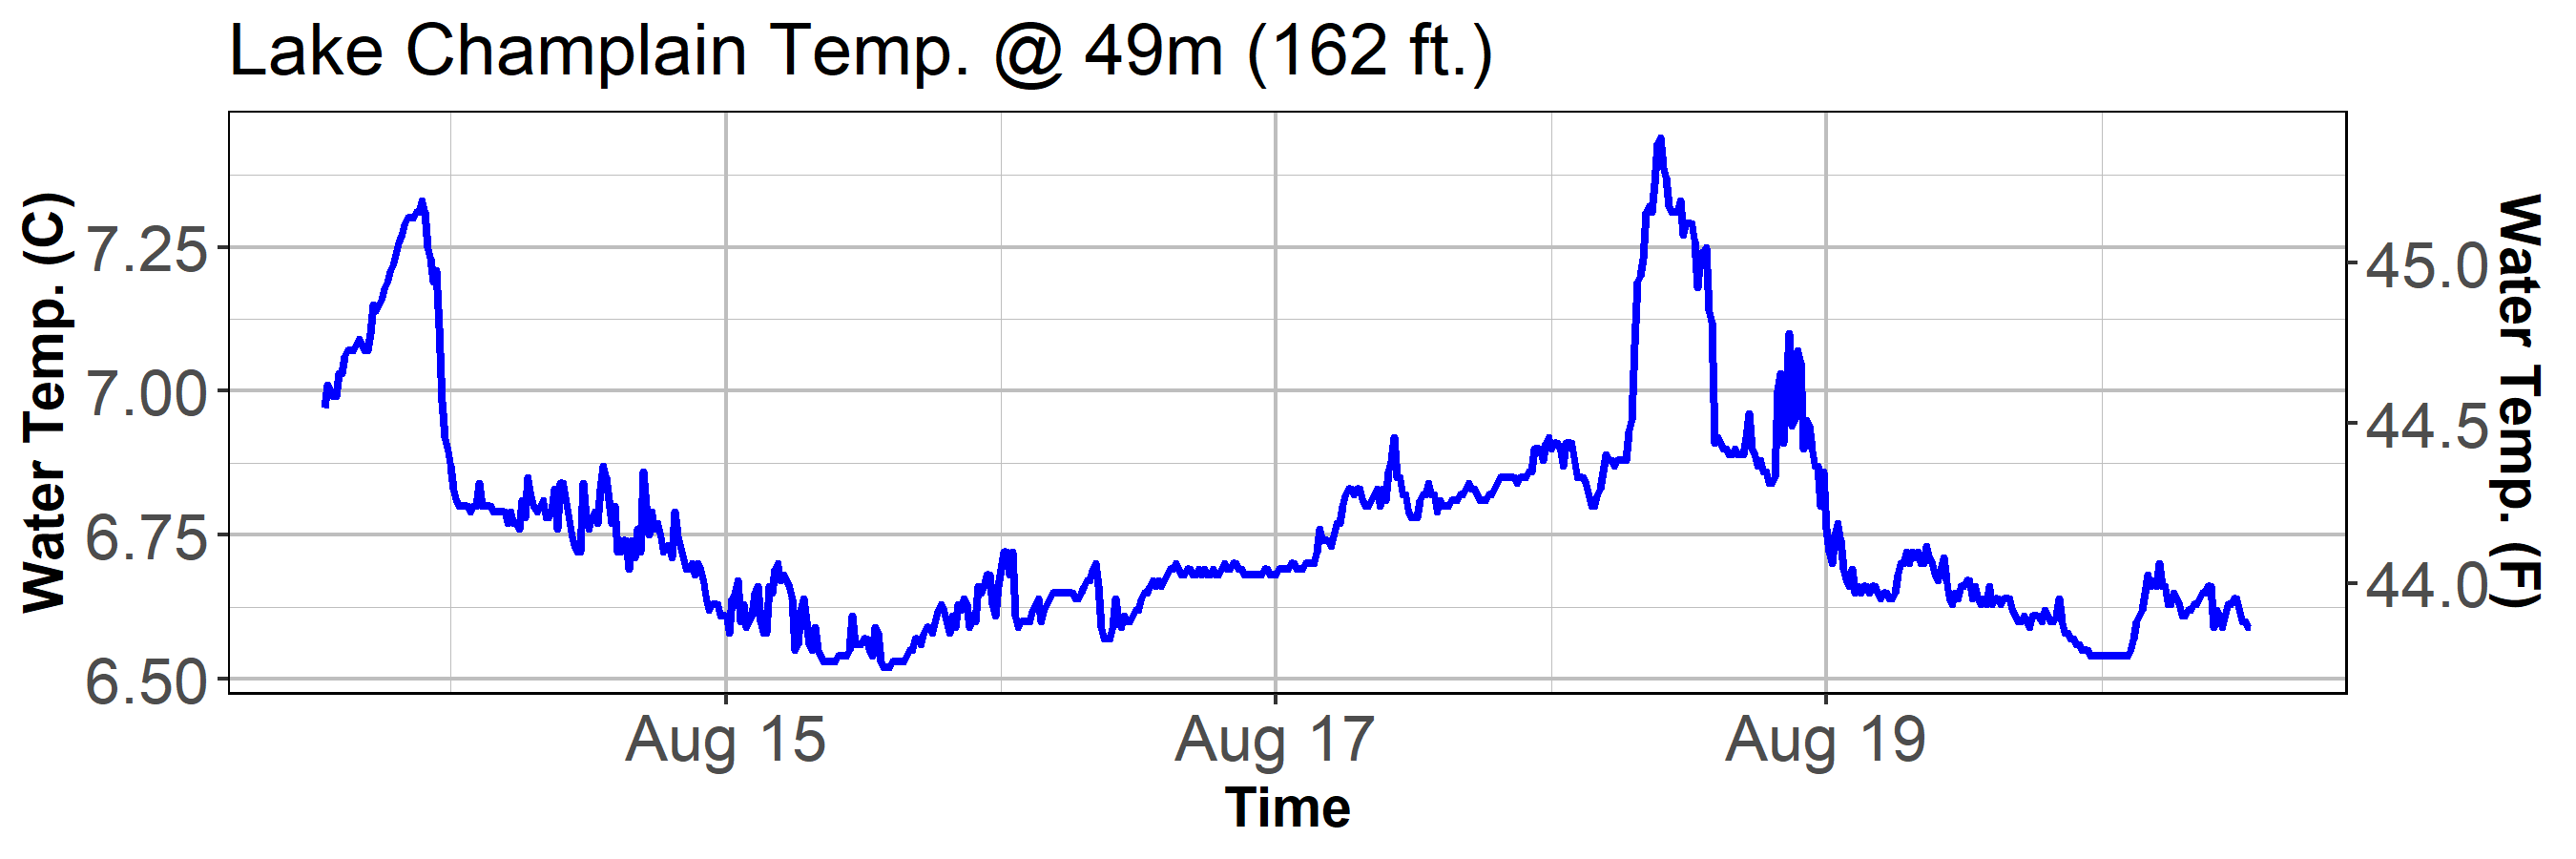 Lake Champlain Temp. @ 49m (162 ft.)
Water Temp. (C)
7.25
7.00
6.75
6.50
45.0
44.5
44.0
Water Temp. (F)
Aug 15
Aug 17
Aug 19
Time